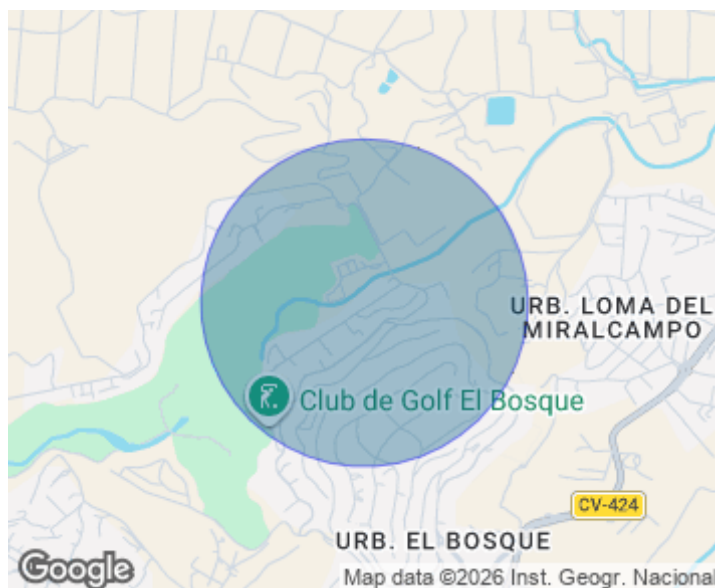 URB. LOMA DEL
MIRALCAMPO
Club de Golf El Bosque
CV-424
URB. EL BOSQUE
Google
Map data ©2026 Inst. Geogr. Nacional